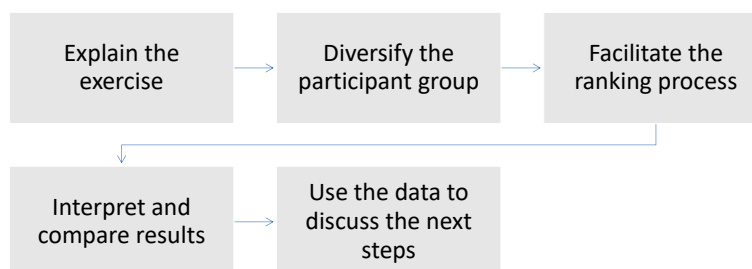 Explain the
exercise
Diversify the
participant group
Facilitate the
ranking process
Interpret and
compare results
Use the data to
discuss the next
steps